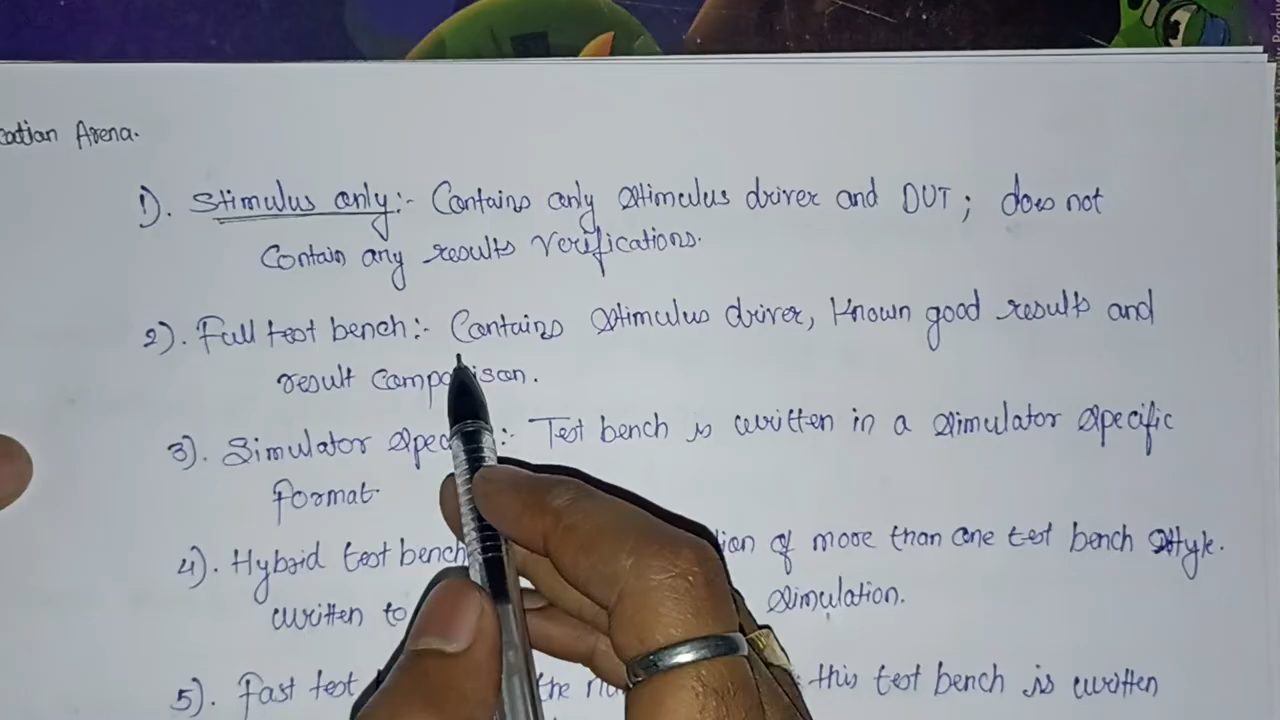 Arena.
1). Stimulus only:- Contains only Stimulus driver and DUT; does not
Contain any results Verifications.
2). Full test bench:- Contains Stimulus driver, Known good results and
result comparison.
3). Simulator :- Test bench is written in a Simulator Specific
Format.
4). Hybrid test bench of more than one test bench Style.
written to simulation.
5). Fast test the this test bench is written